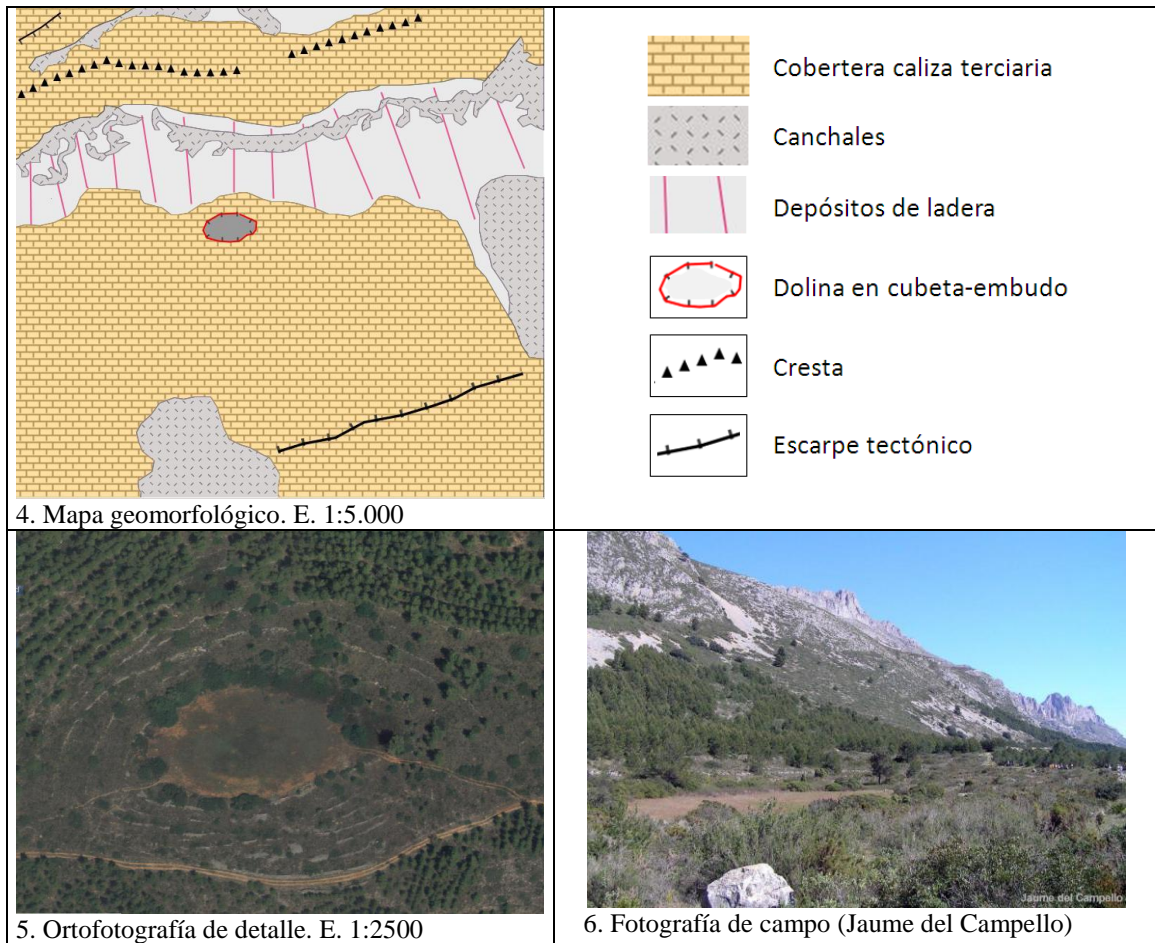 Cobertera caliza terciaria
Canchales
Depósitos de ladera
Dolina en cubeta-embudo
Cresta
Escarpe tectónico
4. Mapa geomorfológico. E. 1:5.000
Jaume del Campello
5. Ortofotografía de detalle. E. 1:2500
6. Fotografía de campo (Jaume del Campello)